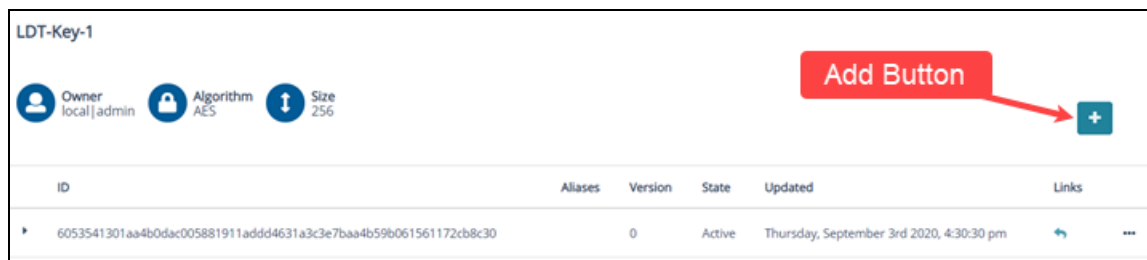 LDT-Key-1
Add Button
Owner
local|admin
Algorithm
AES
Size
256
ID Aliases Version State Updated Links
6053541301aa4b0dac005881911addd4631a3c3e7baa4b59b061561172cb8c30 0 Active Thursday, September 3rd 2020, 4:30:30 pm